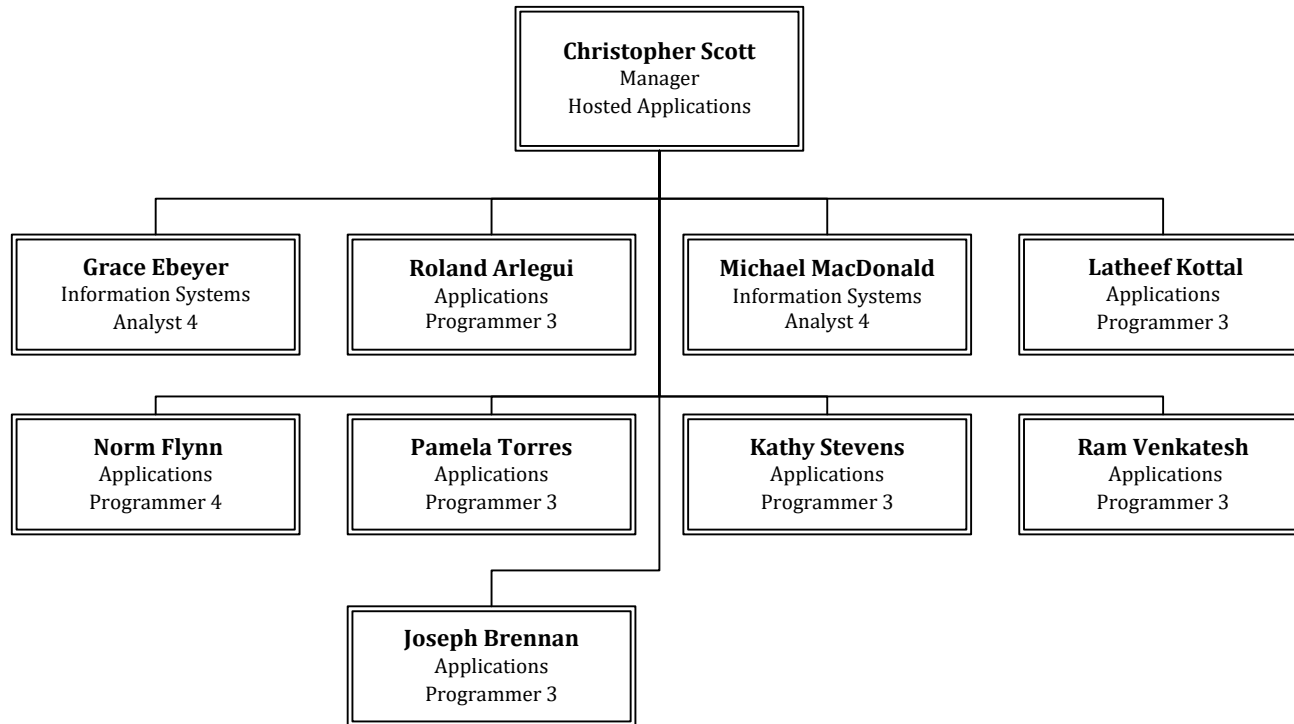 Christopher Scott
Manager
Hosted Applications
Grace Ebeyer
Information Systems
Analyst 4
Roland Arlegui
Applications
Programmer 3
Michael MacDonald
Information Systems
Analyst 4
Latheef Kottal
Applications
Programmer 3
Norm Flynn
Applications
Programmer 4
Pamela Torres
Applications
Programmer 3
Kathy Stevens
Applications
Programmer 3
Ram Venkatesh
Applications
Programmer 3
Joseph Brennan
Applications
Programmer 3